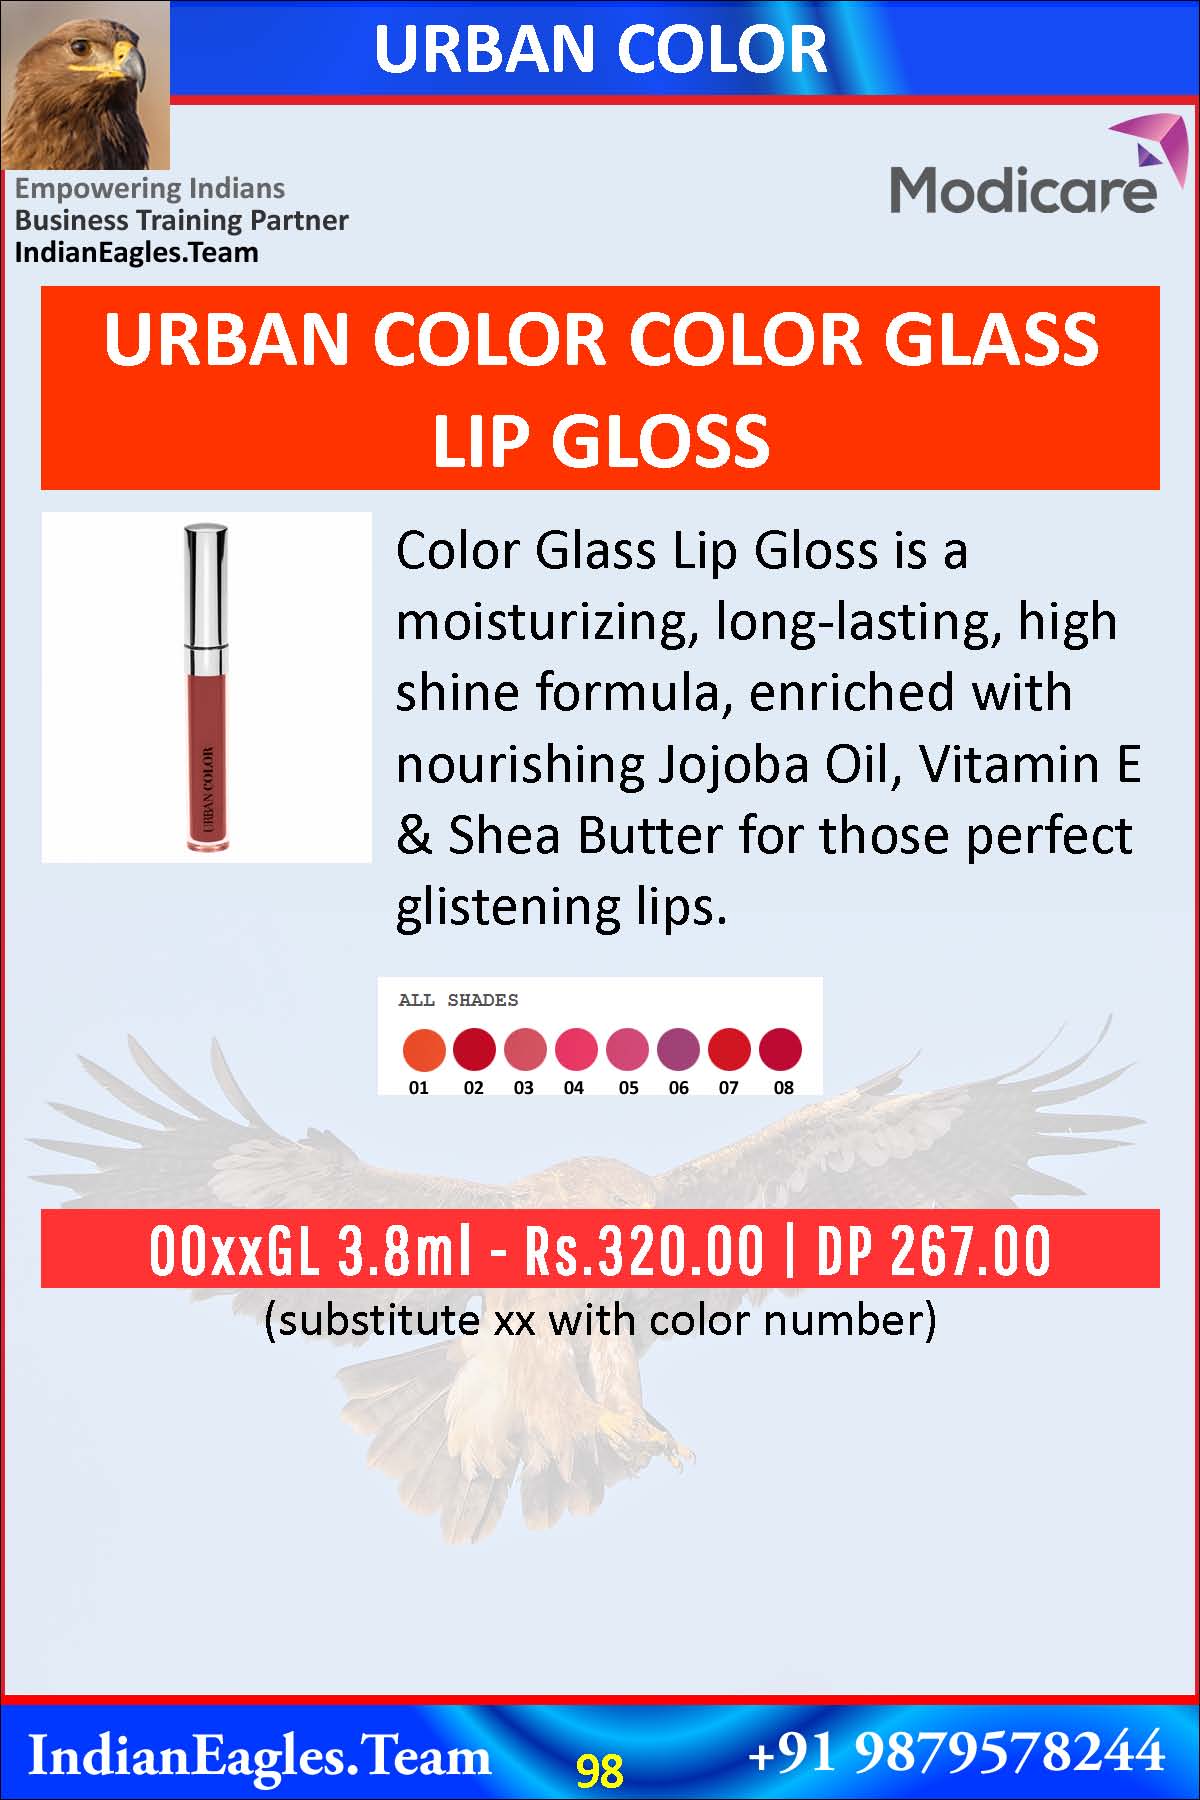 URBAN COLOR
Empowering Indians
Business Training Partner
IndianEagles.Team
Modicare
URBAN COLOR COLOR GLASS
LIP GLOSS
URBAN COLOR
Color Glass Lip Gloss is a
moisturizing, long-lasting, high
shine formula, enriched with
nourishing Jojoba Oil, Vitamin E
& Shea Butter for those perfect
glistening lips.
ALL SHADES
01 02 03 04 05 06 07 08
00xxGL 3.8ml - Rs.320.00 | DP 267.00
(substitute xx with color number)
IndianEagles.Team 98 +91 9879578244